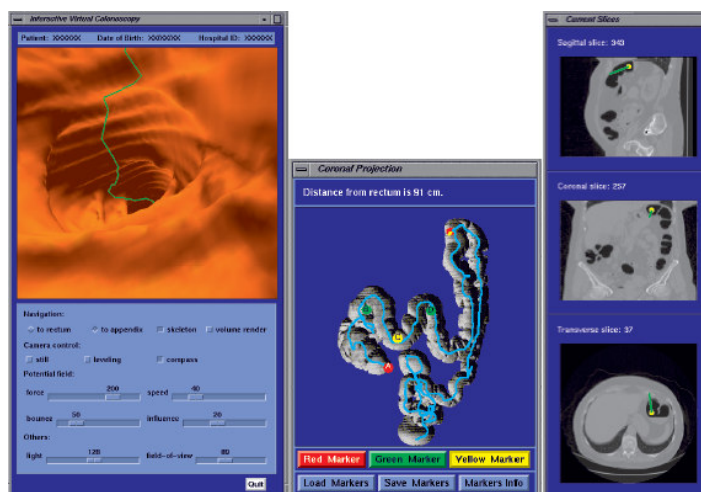 Interactive Virtual Colonoscopy
Patient: XXXXXX Date of Birth: XXXXXXX Hospital ID: XXXXXX
Navigation:
to rectum to appendix skeleton volume render
Camera control:
still leveling compass
Potential field:
force 200 speed 40
bounce 50 influence 20
Others:
light 128 field-of-view 80
Quit
Coronal Projection
Distance from rectum is 91 cm.
Red Marker Green Marker Yellow Marker
Load Markers Save Markers Markers Info
Current Slices
Sagittal slice: 343
Coronal slice: 257
Transverse slice: 37